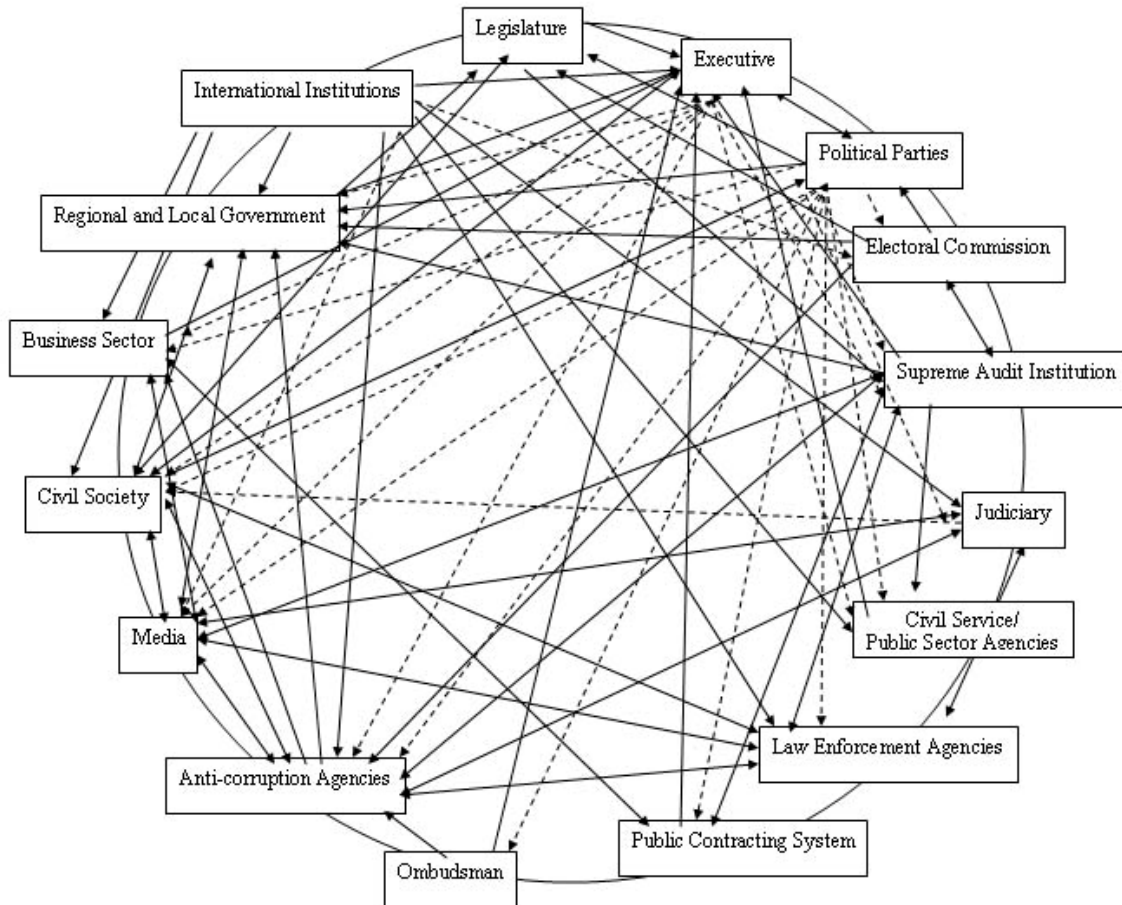 Legislature
Executive
International Institutions
Political Parties
Regional and Local Government
Electoral Commission
Business Sector
Supreme Audit Institution
Civil Society
Judiciary
Media
Civil Service/
Public Sector Agencies
Law Enforcement Agencies
Anti-corruption Agencies
Public Contracting System
Ombudsman